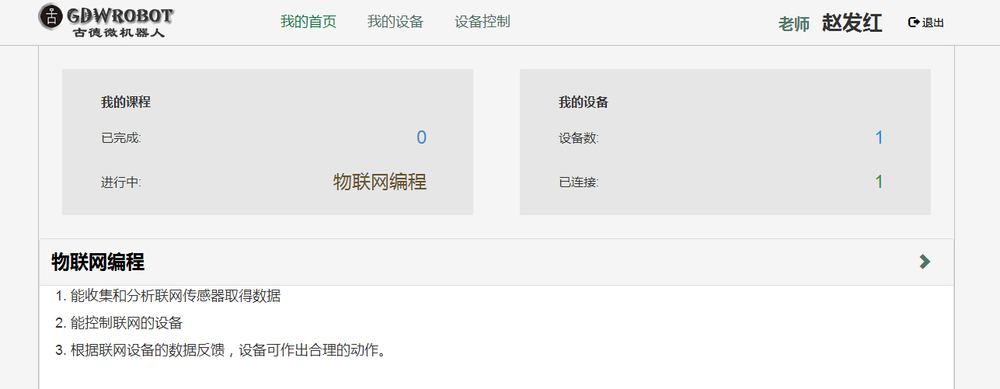 古 GDWROBOT
古德微机器人
我的首页 我的设备 设备控制
老师 赵发红 退出
我的课程
已完成: 0
进行中: 物联网编程
我的设备
设备数: 1
已连接: 1
物联网编程
1. 能收集和分析联网传感器取得数据
2. 能控制联网的设备
3. 根据联网设备的数据反馈，设备可作出合理的动作。